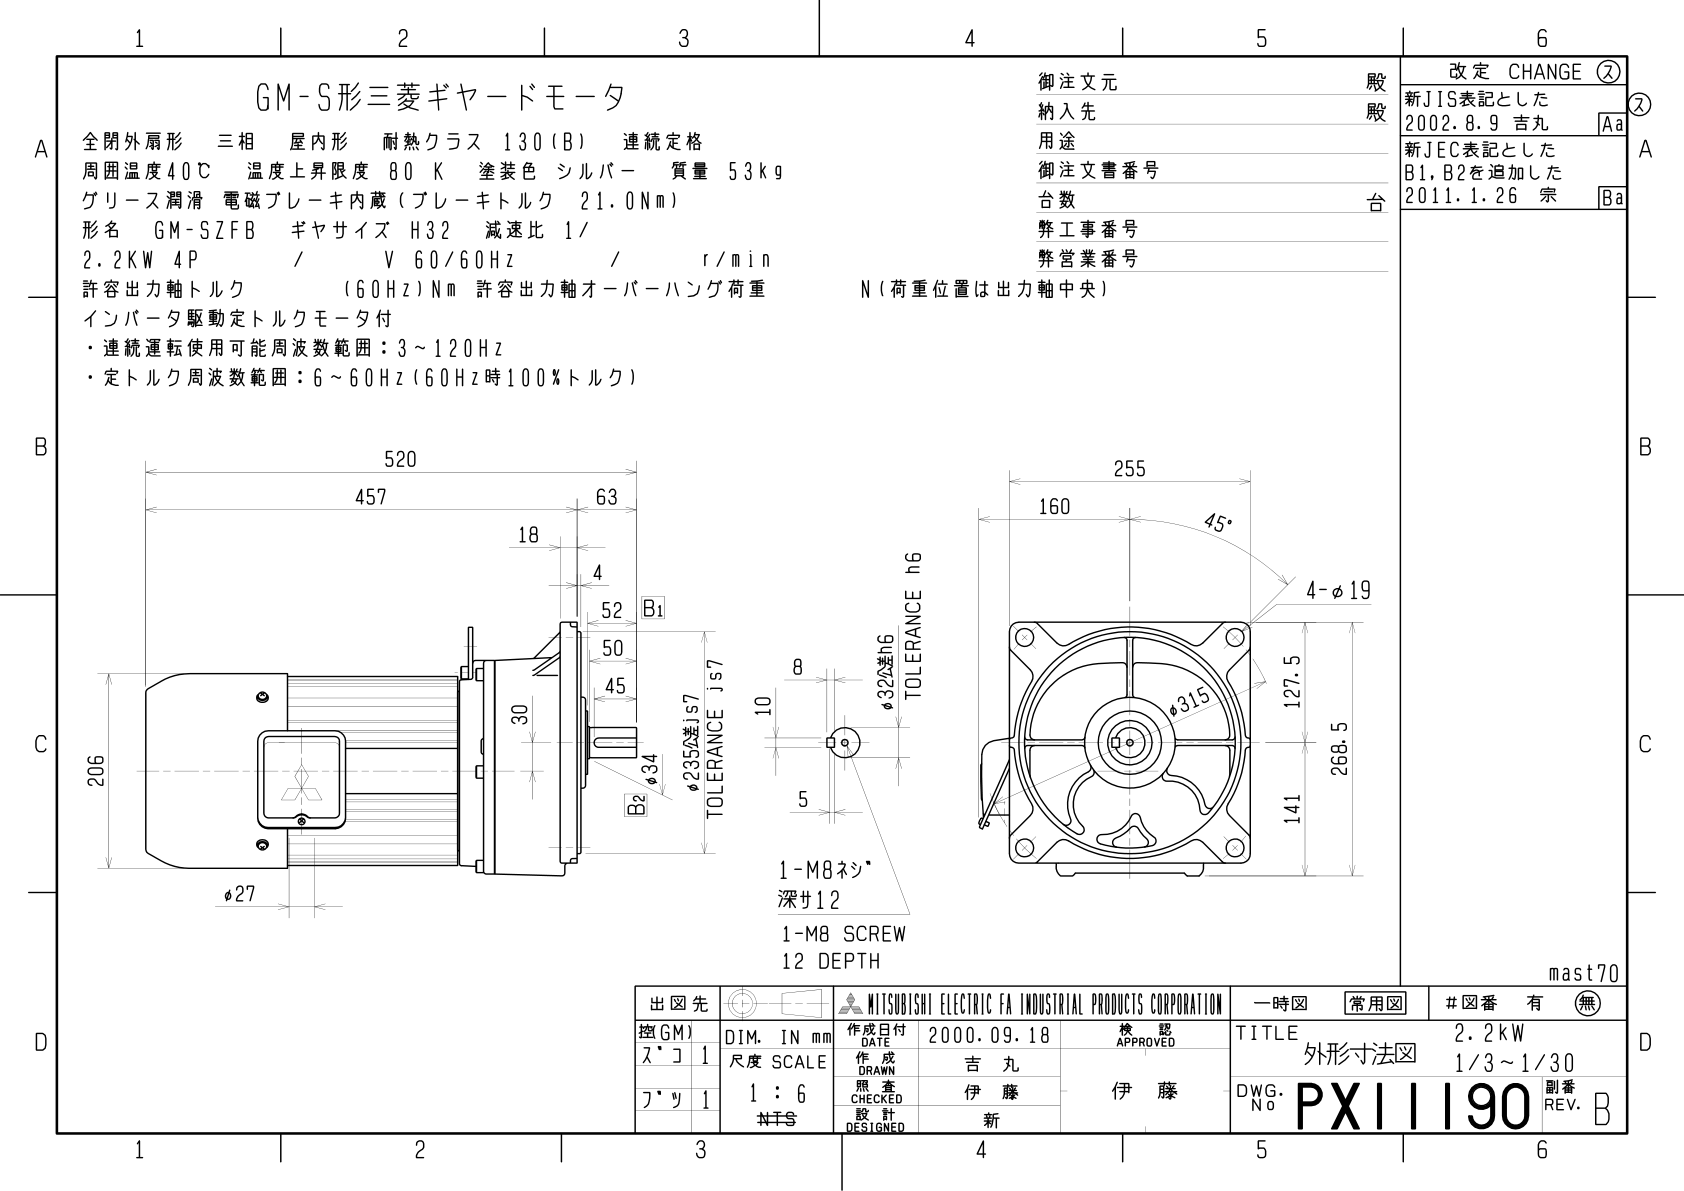 1 2 3 4 5 6
GM-S形三菱ギヤードモータ
全閉外扇形 三相 屋内形 耐熱クラス 130(B) 連続定格
周囲温度40℃ 温度上昇限度 80 K 塗装色 シルバー 質量 53kg
グリース潤滑 電磁ブレーキ内蔵(ブレーキトルク 21.0Nm)
形名 GM-SZFB ギヤサイズ H32 減速比 1/
2.2KW 4P / V 60/60Hz / r/min
許容出力軸トルク (60Hz)Nm 許容出力軸オーバーハング荷重 N(荷重位置は出力軸中央)
インバータ駆動定トルクモータ付
・連続運転使用可能周波数範囲:3~120Hz
・定トルク周波数範囲:6~60Hz(60Hz時100%トルク)
御注文元 殿
納入先 殿
用途
御注文書番号
台数 台
弊工事番号
弊営業番号
改定 CHANGE ス
新JIS表記とした
2002.8.9 吉丸 Aa
新JEC表記とした
B1,B2を追加した
2011.1.26 宗 Ba
ス
A A
B B
C C
D D
520
457 63
18
4
52 B1
50
45
30
206
φ27
φ34
B2
φ235公差js7
TOLERANCE js7
8
10
5
φ32公差h6
TOLERANCE h6
1-M8ネジ
深サ12
1-M8 SCREW
12 DEPTH
255
160
45°
4-φ19
φ315
127.5
268.5
141
mast70
出図先
控(GM)
ズコ 1
ブツ 1
DIM. IN mm
尺度 SCALE
1 : 6
NTS
MITSUBISHI ELECTRIC FA INDUSTRIAL PRODUCTS CORPORATION
作成日付 DATE 2000.09.18
作成 DRAWN 吉丸
照査 CHECKED 伊藤
設計 DESIGNED 新
検認 APPROVED
伊藤
一時図 常用図 #図番 有 無
TITLE 外形寸法図
2.2kW
1/3~1/30
DWG. No PX11190
副番 REV. B
1 2 3 4 5 6